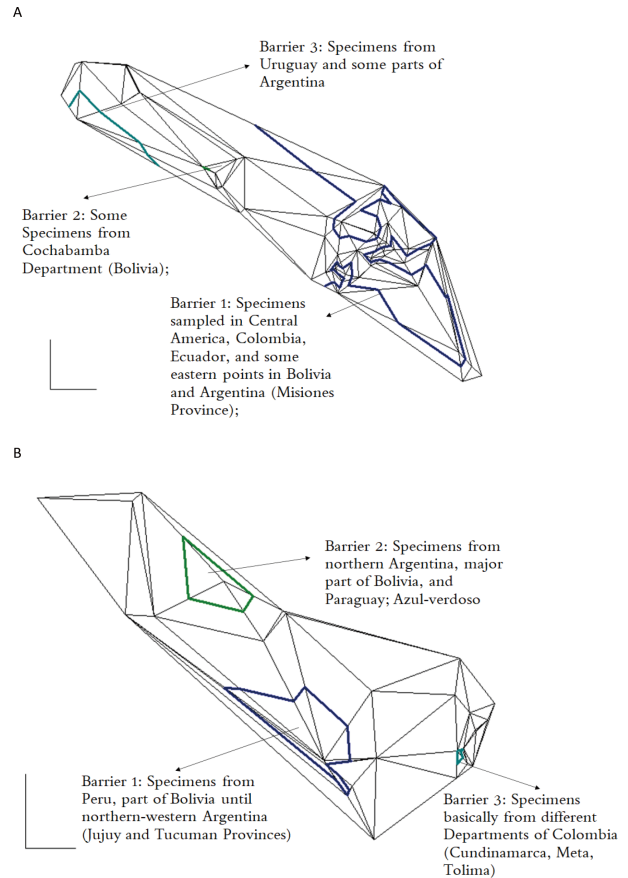 A
Barrier 3: Specimens from
Uruguay and some parts of
Argentina
Barrier 2: Some
Specimens from
Cochabamba
Department (Bolivia);
Barrier 1: Specimens
sampled in Central
America, Colombia,
Ecuador, and some
eastern points in Bolivia
and Argentina (Misiones
Province);
B
Barrier 2: Specimens from
northern Argentina, major
part of Bolivia, and
Paraguay; Azul-verdoso
Barrier 1: Specimens from
Peru, part of Bolivia until
northern-western Argentina
(Jujuy and Tucuman Provinces)
Barrier 3: Specimens
basically from different
Departments of Colombia
(Cundinamarca, Meta,
Tolima)